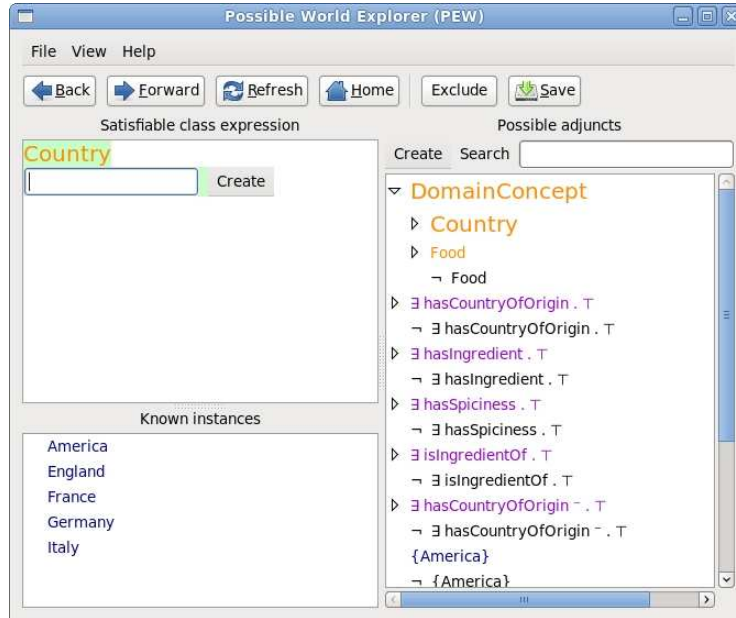 Possible World Explorer (PEW)
File View Help
Back Forward Refresh Home Exclude Save
Satisfiable class expression
Country
Create
Known instances
America
England
France
Germany
Italy
Possible adjuncts
Create Search
DomainConcept
Country
Food
¬ Food
∃ hasCountryOfOrigin . ⊤
¬ ∃ hasCountryOfOrigin . ⊤
∃ hasIngredient . ⊤
¬ ∃ hasIngredient . ⊤
∃ hasSpiciness . ⊤
¬ ∃ hasSpiciness . ⊤
∃ isIngredientOf . ⊤
¬ ∃ isIngredientOf . ⊤
∃ hasCountryOfOrigin ⁻ . ⊤
¬ ∃ hasCountryOfOrigin ⁻ . ⊤
{America}
¬ {America}